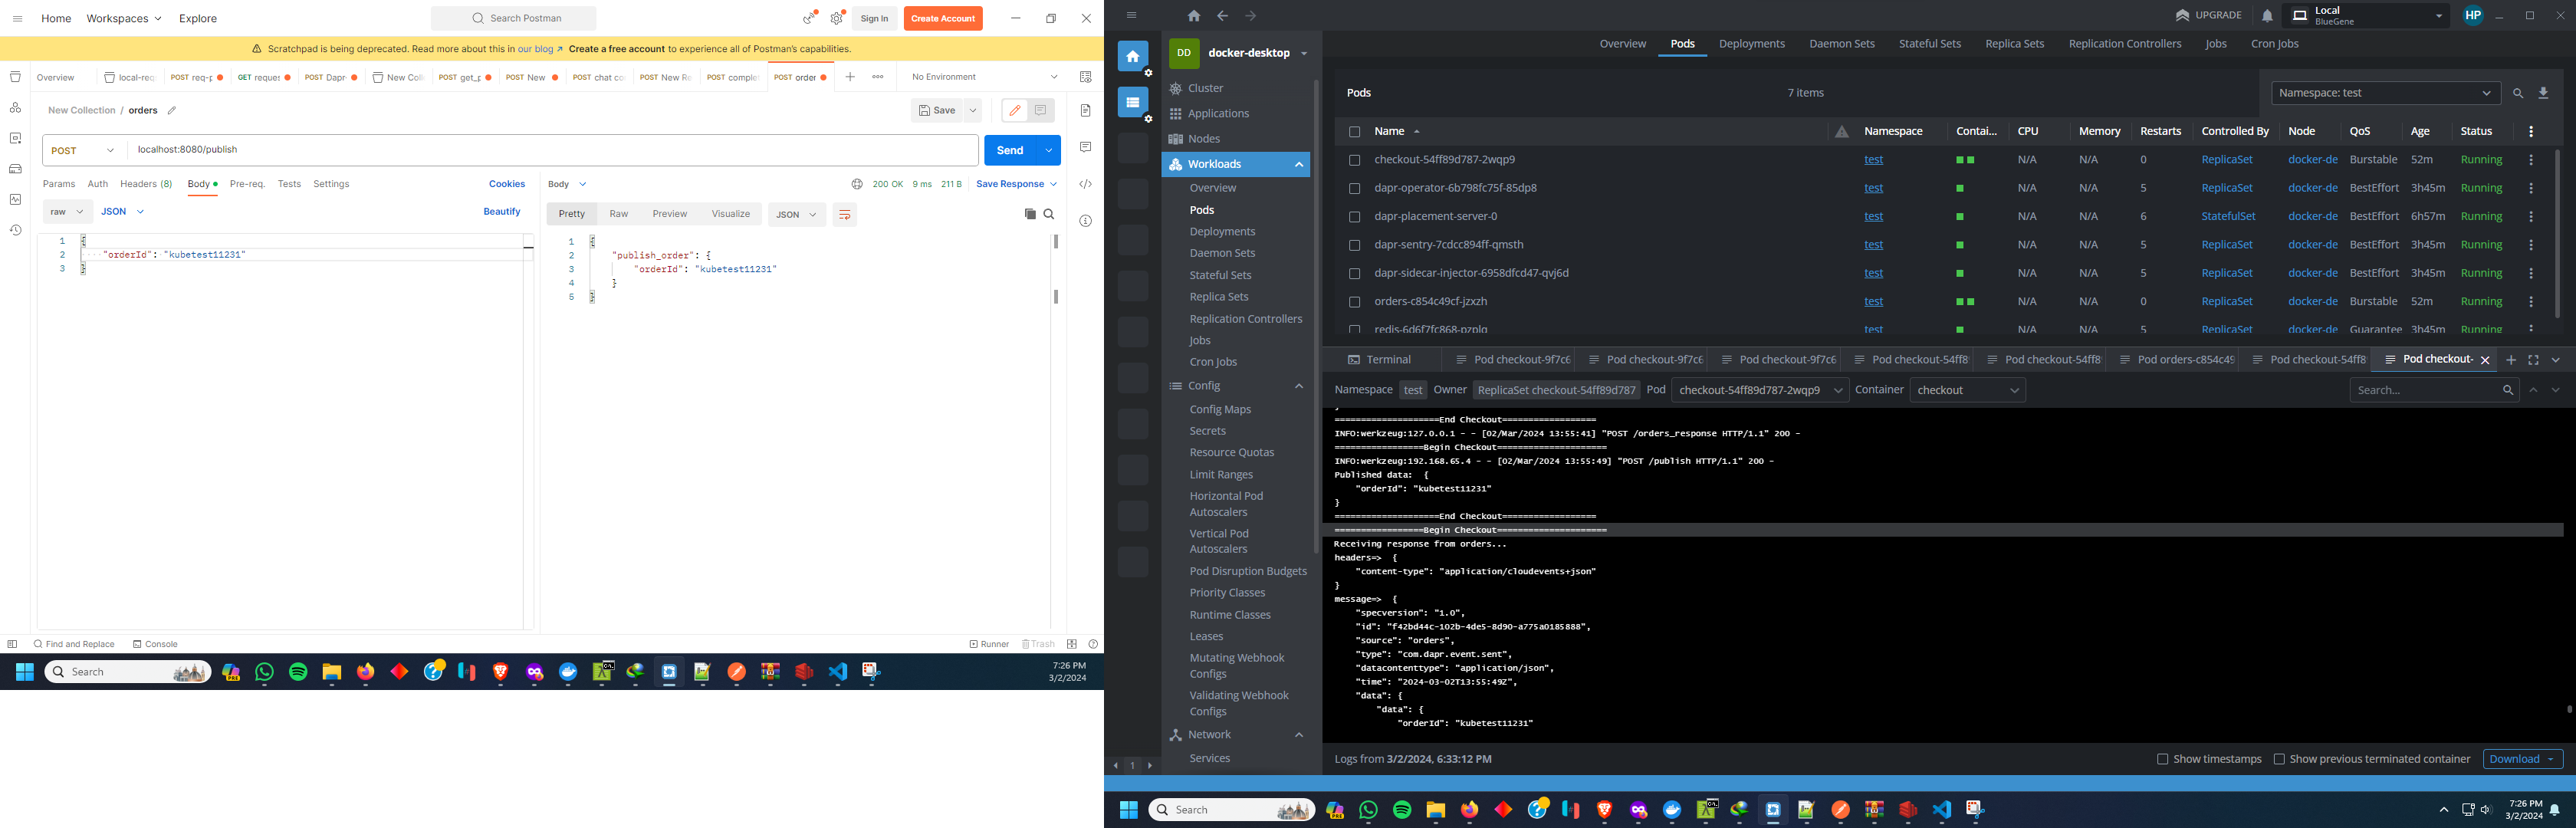 Home Workspaces Explore
Search Postman
Sign In Create Account
Scratchpad is being deprecated. Read more about this in our blog ↗ Create a free account to experience all of Postman's capabilities.
Overview local-req POST req-p GET reques POST Dapr- New Coll POST get_p POST New POST chat co POST New Re POST complet POST order + No Environment
New Collection / orders
Save
POST localhost:8080/publish
Send
Params Auth Headers (8) Body Pre-req. Tests Settings Cookies
raw JSON Beautify
1 {
2 "orderId": "kubetest11231"
3 }
Body 200 OK 9 ms 211 B Save Response
Pretty Raw Preview Visualize JSON
1 {
2 "publish_order": {
3 "orderId": "kubetest11231"
4 }
5 }
Find and Replace Console Runner Trash
Search
7:26 PM
3/2/2024
UPGRADE
Local
BlueGene
HP
DD docker-desktop
Cluster
Applications
Nodes
Workloads
Overview
Pods
Deployments
Daemon Sets
Stateful Sets
Replica Sets
Replication Controllers
Jobs
Cron Jobs
Config
Config Maps
Secrets
Resource Quotas
Limit Ranges
Horizontal Pod
Autoscalers
Vertical Pod
Autoscalers
Pod Disruption Budgets
Priority Classes
Runtime Classes
Leases
Mutating Webhook
Configs
Validating Webhook
Configs
Network
Services
1
Overview Pods Deployments Daemon Sets Stateful Sets Replica Sets Replication Controllers Jobs Cron Jobs
Pods 7 items Namespace: test
Name Namespace Contai... CPU Memory Restarts Controlled By Node QoS Age Status
checkout-54ff89d787-2wqp9 test N/A N/A 0 ReplicaSet docker-de Burstable 52m Running
dapr-operator-6b798fc75f-85dp8 test N/A N/A 5 ReplicaSet docker-de BestEffort 3h45m Running
dapr-placement-server-0 test N/A N/A 6 StatefulSet docker-de BestEffort 6h57m Running
dapr-sentry-7cdcc894ff-qmsth test N/A N/A 5 ReplicaSet docker-de BestEffort 3h45m Running
dapr-sidecar-injector-6958dfcd47-qvj6d test N/A N/A 5 ReplicaSet docker-de BestEffort 3h45m Running
orders-c854c49cf-jzxzh test N/A N/A 0 ReplicaSet docker-de Burstable 52m Running
redis-6d6f7fc868-pzplq test N/A N/A 5 ReplicaSet docker-de Guarantee 3h45m Running
Terminal Pod checkout-9f7c6 Pod checkout-9f7c6 Pod checkout-9f7c6 Pod checkout-54ff8 Pod checkout-54ff8 Pod orders-c854c49 Pod checkout-54ff8 Pod checkout-
Namespace test Owner ReplicaSet checkout-54ff89d787 Pod checkout-54ff89d787-2wqp9 Container checkout Search...
====================End Checkout==================
INFO:werkzeug:127.0.0.1 - - [02/Mar/2024 13:55:41] "POST /orders_response HTTP/1.1" 200 -
=================Begin Checkout=====================
INFO:werkzeug:192.168.65.4 - - [02/Mar/2024 13:55:49] "POST /publish HTTP/1.1" 200 -
Published data: {
"orderId": "kubetest11231"
}
====================End Checkout==================
=================Begin Checkout=====================
Receiving response from orders...
headers=> {
"content-type": "application/cloudevents+json"
}
message=> {
"specversion": "1.0",
"id": "f42bd44c-102b-4de5-8d90-a775a0185888",
"source": "orders",
"type": "com.dapr.event.sent",
"datacontenttype": "application/json",
"time": "2024-03-02T13:55:49Z",
"data": {
"data": {
"orderId": "kubetest11231"
Logs from 3/2/2024, 6:33:12 PM Show timestamps Show previous terminated container Download
Search
7:26 PM
3/2/2024